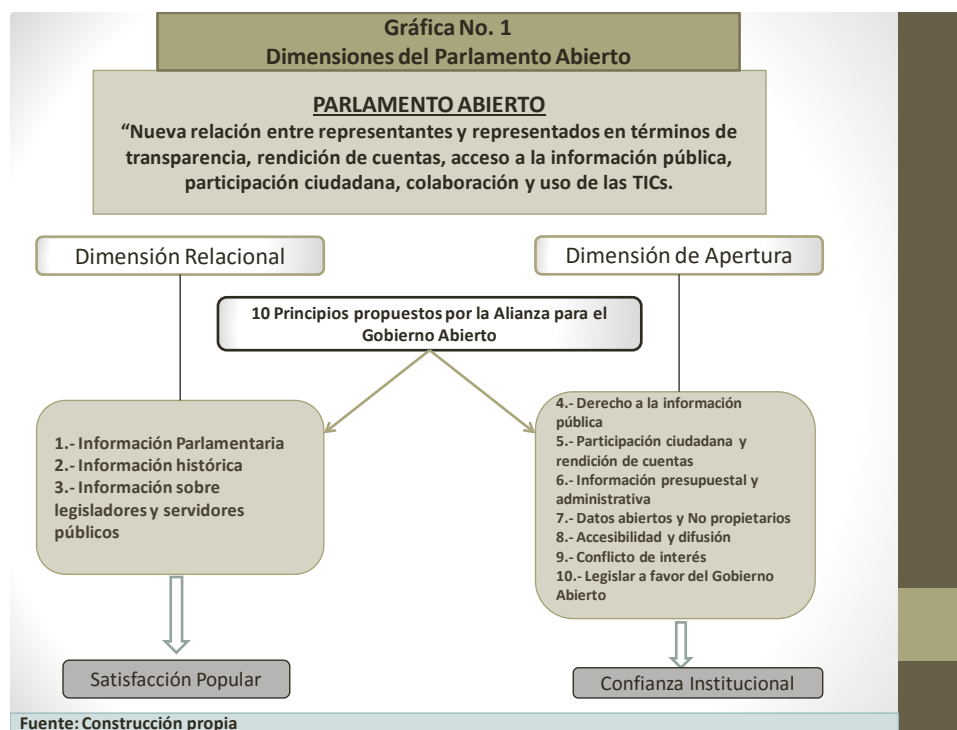 Gráfica No. 1
Dimensiones del Parlamento Abierto
PARLAMENTO ABIERTO
“Nueva relación entre representantes y representados en términos de
transparencia, rendición de cuentas, acceso a la información pública,
participación ciudadana, colaboración y uso de las TICs.
Dimensión Relacional
Dimensión de Apertura
10 Principios propuestos por la Alianza para el
Gobierno Abierto
1.- Información Parlamentaria
2.- Información histórica
3.- Información sobre
legisladores y servidores
públicos
4.- Derecho a la información
pública
5.- Participación ciudadana y
rendición de cuentas
6.- Información presupuestal y
administrativa
7.- Datos abiertos y No propietarios
8.- Accesibilidad y difusión
9.- Conflicto de interés
10.- Legislar a favor del Gobierno
Abierto
Satisfacción Popular
Confianza Institucional
Fuente: Construcción propia